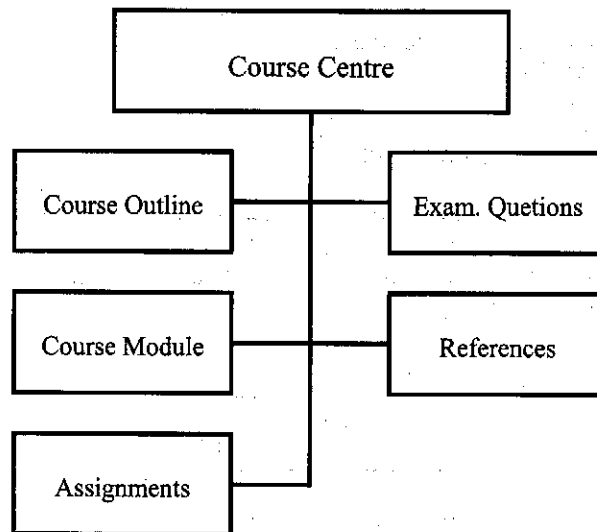 Course Centre
Course Outline
Exam. Quetions
Course Module
References
Assignments